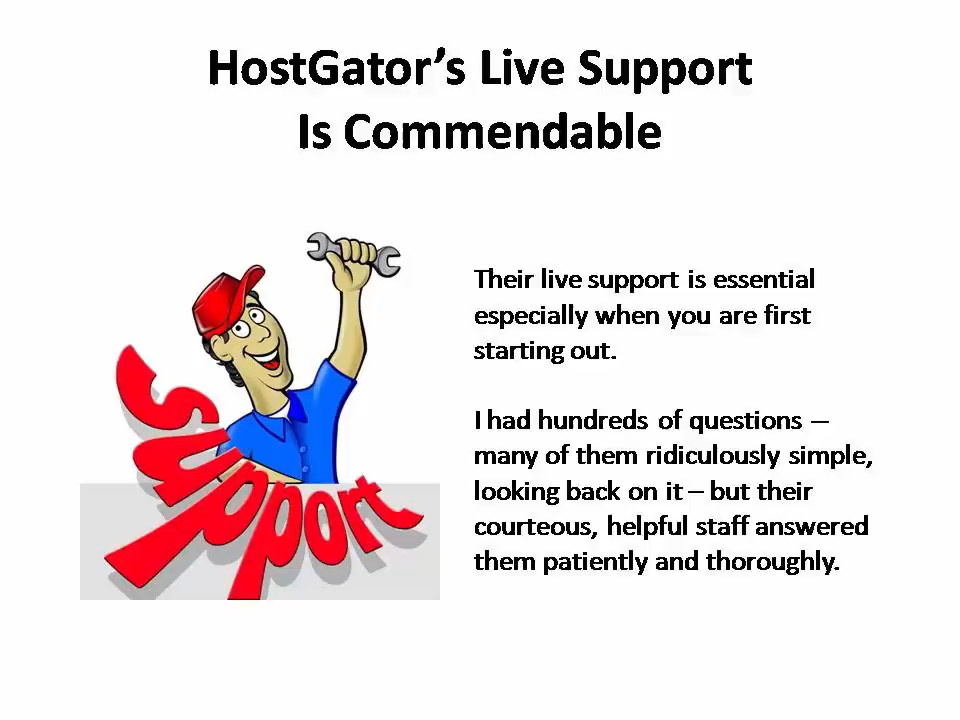 HostGator’s Live Support
Is Commendable
Support
Their live support is essential
especially when you are first
starting out.
I had hundreds of questions –
many of them ridiculously simple,
looking back on it – but their
courteous, helpful staff answered
them patiently and thoroughly.